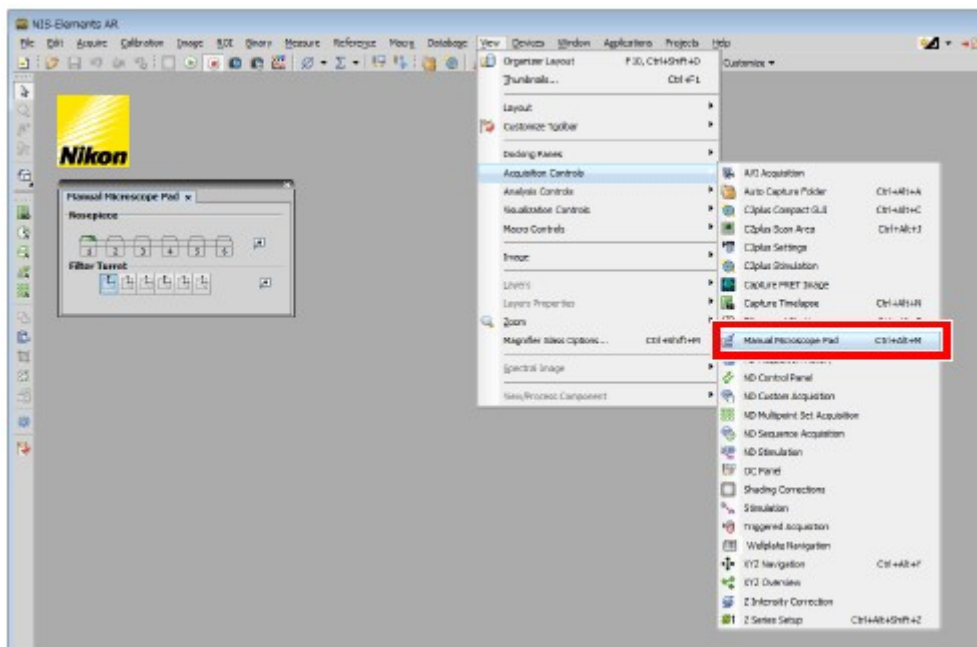 NIS-Elements AR
File Edit Acquire Calibration Image ROI Binary Measure Reference Macro Database View Devices Window Applications Projects Help
Customize
Nikon
Manual Microscope Pad x
Nosepiece
1 2 3 4 5 6
Filter Turret
Organizer Layout F10, Ctrl+Shift+O
Thumbnails... Ctrl+F1
Layout
Customize Toolbar
Docking Panes
Acquisition Controls
Analysis Controls
Visualization Controls
Macro Controls
Image
Layers
Layers Properties
Zoom
Magnifier Glass Options... Ctrl+Shift+M
Spectral Image
View/Process Component
A/G Acquisition
Auto Capture Folder Ctrl+Alt+A
C2plus Compact GUI Ctrl+Alt+C
C2plus Scan Area Ctrl+Alt+J
C2plus Settings
C2plus Stimulation
Capture FRET Image
Capture Timelapse Ctrl+Alt+N
Manual Microscope Pad Ctrl+Alt+M
ND Control Panel
ND Custom Acquisition
ND Multipoint Set Acquisition
ND Sequence Acquisition
ND Stimulation
OC Panel
Shading Corrections
Stimulation
Triggered Acquisition
Wellplate Navigation
XYZ Navigation
XYZ Overview
Z Intensity Correction
Z Series Setup Ctrl+Alt+Shift+Z